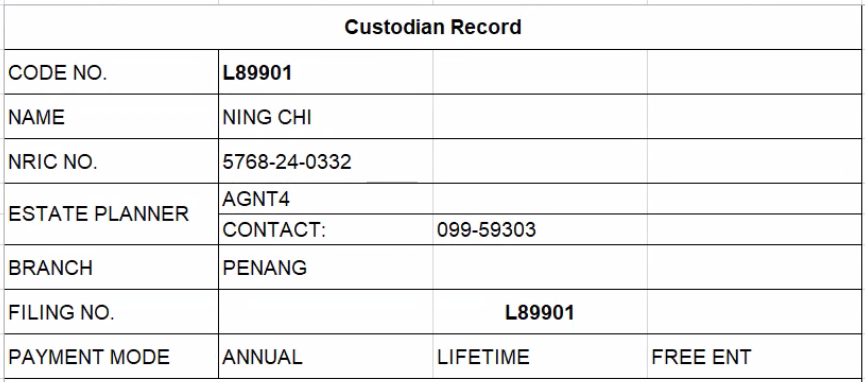 Custodian Record
CODE NO. L89901
NAME NING CHI
NRIC NO. 5768-24-0332
ESTATE PLANNER AGNT4
CONTACT: 099-59303
BRANCH PENANG
FILING NO. L89901
PAYMENT MODE ANNUAL LIFETIME FREE ENT